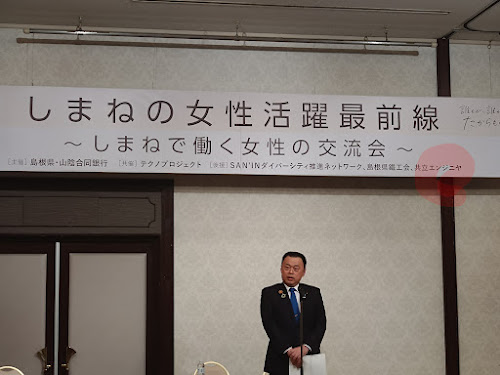 しまねの女性活躍最前線
～しまねで働く女性の交流会～
［主催］島根県・山陰合同銀行 ［共催］テクノプロジェクト ［後援］SAN'INダイバーシティ推進ネットワーク、島根県商工会、共立エンジニヤ